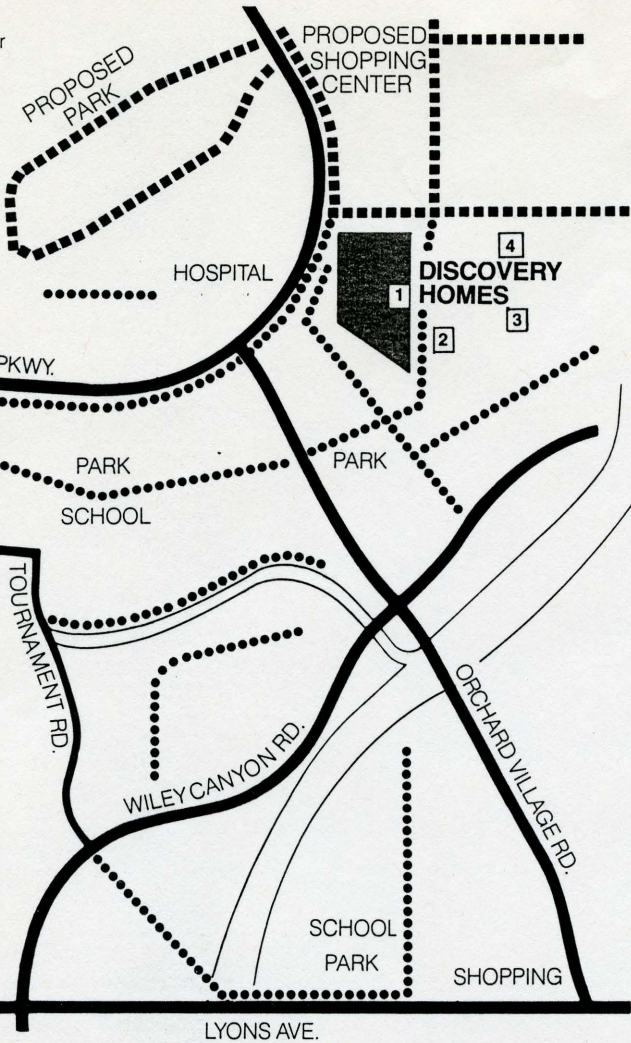 r
PROPOSED
SHOPPING
CENTER
PROPOSED
PARK
HOSPITAL
4
DISCOVERY
HOMES
1
3
2
PKWY.
PARK
PARK
SCHOOL
TOURNAMENT RD.
ORCHARD VILLAGE RD.
WILEY CANYON RD.
SCHOOL
PARK
SHOPPING
LYONS AVE.